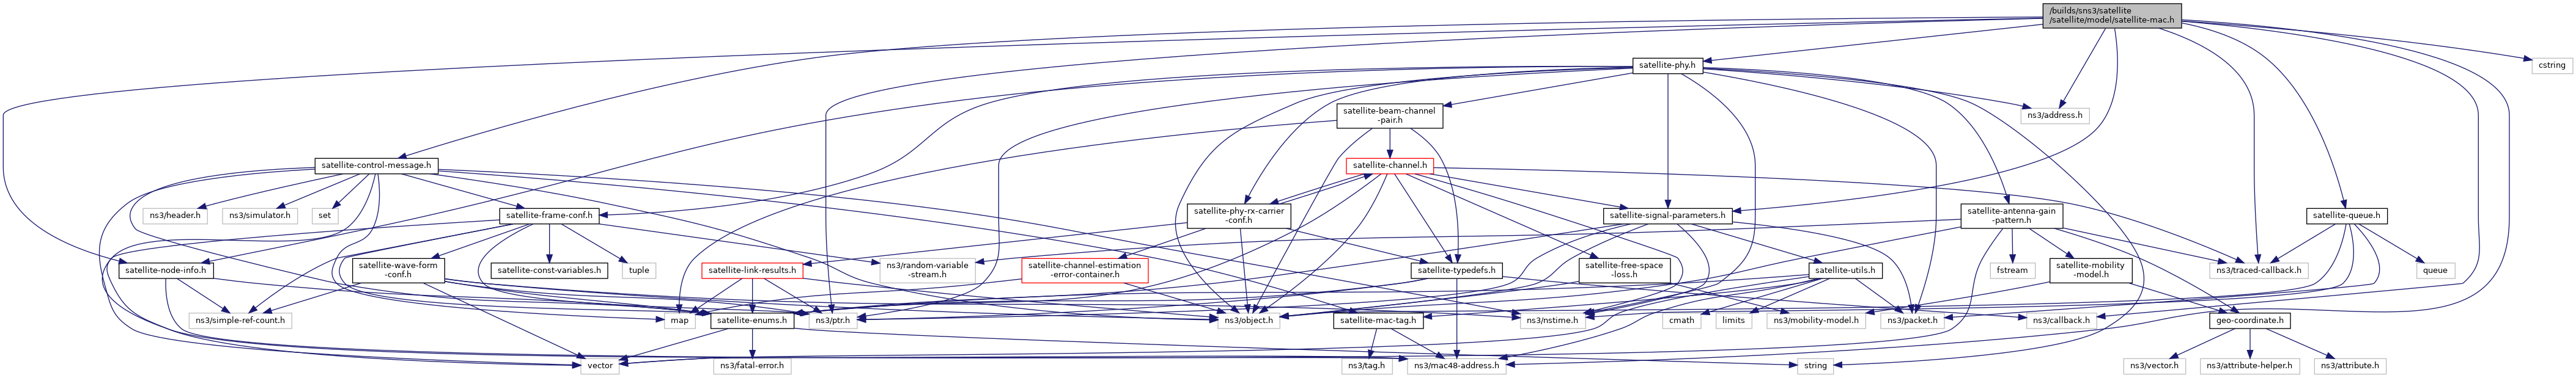 /builds/sns3/satellite
/satellite/model/satellite-mac.h
satellite-phy.h
cstring
satellite-beam-channel
-pair.h
ns3/address.h
satellite-control-message.h
satellite-channel.h
ns3/header.h
ns3/simulator.h
set
satellite-frame-conf.h
satellite-phy-rx-carrier
-conf.h
satellite-signal-parameters.h
satellite-antenna-gain
-pattern.h
satellite-queue.h
satellite-node-info.h
satellite-wave-form
-conf.h
satellite-const-variables.h
tuple
satellite-link-results.h
ns3/random-variable
-stream.h
satellite-channel-estimation
-error-container.h
satellite-typedefs.h
satellite-free-space
-loss.h
satellite-utils.h
fstream
satellite-mobility
-model.h
ns3/traced-callback.h
queue
ns3/simple-ref-count.h
map
satellite-enums.h
ns3/ptr.h
ns3/object.h
satellite-mac-tag.h
ns3/nstime.h
cmath
limits
ns3/mobility-model.h
ns3/packet.h
ns3/callback.h
geo-coordinate.h
vector
ns3/fatal-error.h
ns3/tag.h
ns3/mac48-address.h
string
ns3/vector.h
ns3/attribute-helper.h
ns3/attribute.h